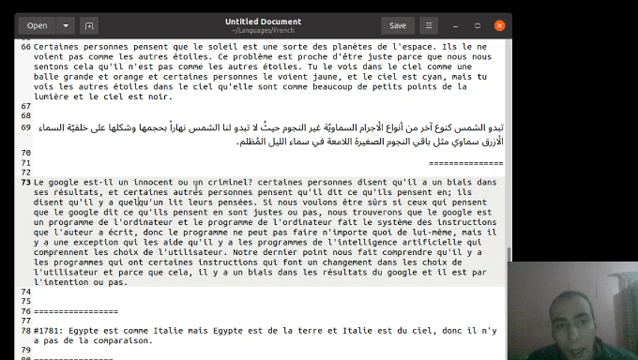 Open
Untitled Document
~/Languages/French
Save
66 Certaines personnes pensent que le soleil est une sorte des planètes de l'espace. Ils le ne
voient pas comme les autres étoiles. Ce problème est proche d'être juste parce que nous nous
sentons cela qu'il n'est pas comme les autres étoiles. Tu le vois dans le ciel comme une
balle grande et orange et certaines personnes le voient jaune, et le ciel est cyan, mais tu
vois les autres étoiles dans le ciel qu'elle sont comme beaucoup de petits points de la
lumière et le ciel est noir.
67
68
69 تبدو الشمس كنوع آخر من أنواع الأجرام السماويّة غير النجوم حيثُ لا تبدو لنا الشمس نهاراً بحجمها وشكلها على خلفيّة السماء
الأزرق سماوي مثل باقي النجوم الصغيرة اللامعة في سماء الليل المُظلم.
70
71 ===============
72
73 Le google est-il un innocent ou un criminel? certaines personnes disent qu'il a un biais dans
ses résultats, et certaines autres personnes pensent qu'il dit ce qu'ils pensent en; ils
disent qu'il y a quelqu'un lit leurs pensées. Si nous voulons être sûrs si ceux qui pensent
que le google dit ce qu'ils pensent en sont justes ou pas, nous trouverons que le google est
un programme de l'ordinateur et le programme de l'ordinateur fait le système des instructions
que l'auteur a écrit, donc le programme ne peut pas faire n'importe quoi de lui-même, mais il
y a une exception qui les aide qu'il y a les programmes de l'intelligence artificielle qui
comprennent les choix de l'utilisateur. Notre dernier point nous fait comprendre qu'il y a
les programmes qui ont certaines instructions qui font un changement dans les choix de
l'utilisateur et parce que cela, il y a un biais dans les résultats du google et il est par
l'intention ou pas.
74
75
76 =================
77
78 #1781: Egypte est comme Italie mais Egypte est de la terre et Italie est du ciel, donc il n'y
a pas de la comparaison.
79
80 ================